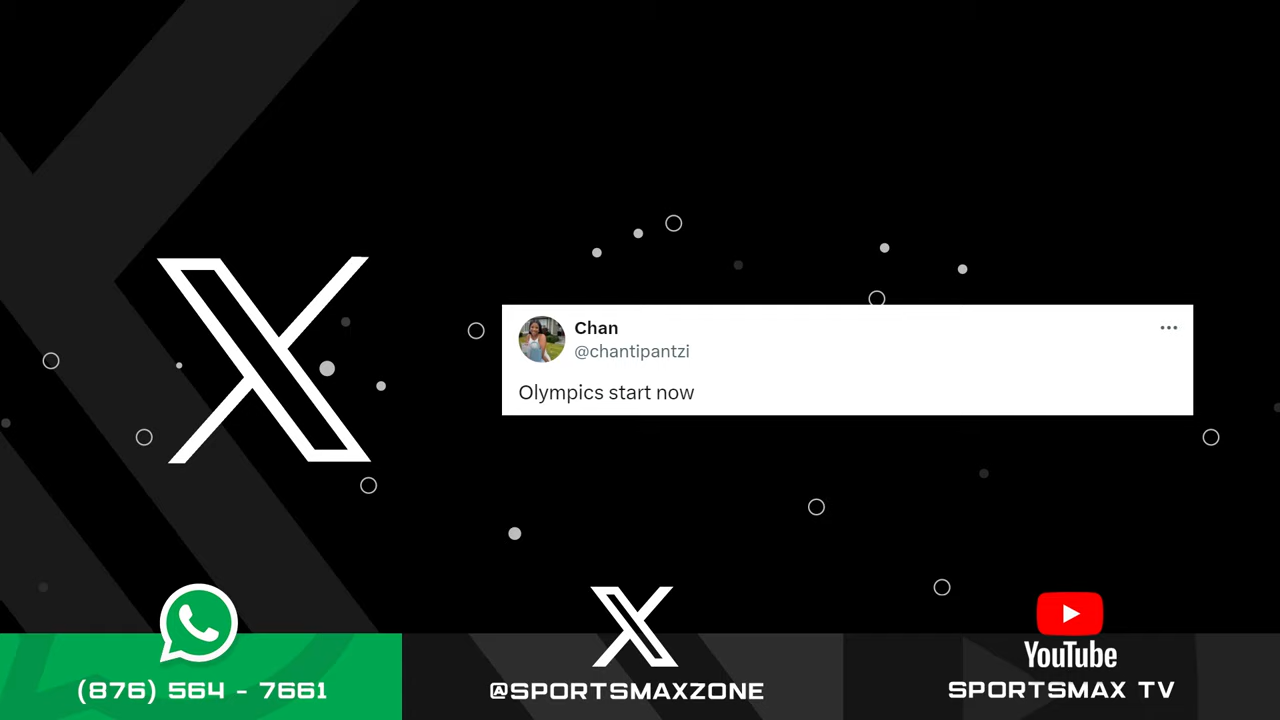 Chan
@chantipantzi
Olympics start now
YouTube
(876) 564 - 7661
@SPORTSMAXZONE
SPORTSMAX TV